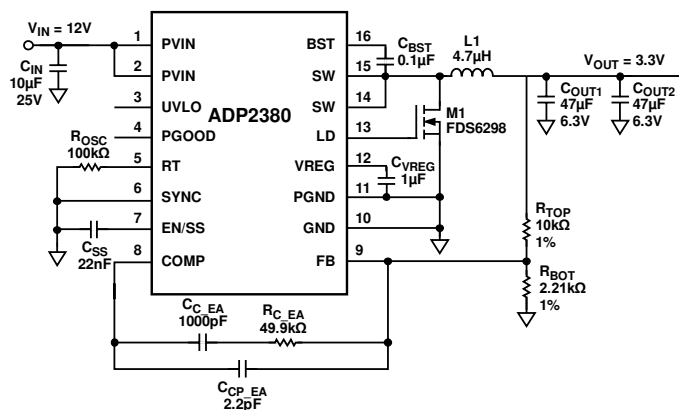 V_IN = 12V
C_IN
10µF
25V
1 PVIN
2 PVIN
3 UVLO
4 PGOOD
R_OSC
100kΩ
5 RT
6 SYNC
7 EN/SS
C_SS
22nF
8 COMP
ADP2380
BST 16
SW 15
SW 14
LD 13
VREG 12
PGND 11
GND 10
FB 9
C_BST
0.1µF
L1
4.7µH
M1
FDS6298
C_VREG
1µF
V_OUT = 3.3V
C_OUT1
47µF
6.3V
C_OUT2
47µF
6.3V
R_TOP
10kΩ
1%
R_BOT
2.21kΩ
1%
C_C_EA
1000pF
R_C_EA
49.9kΩ
C_CP_EA
2.2pF